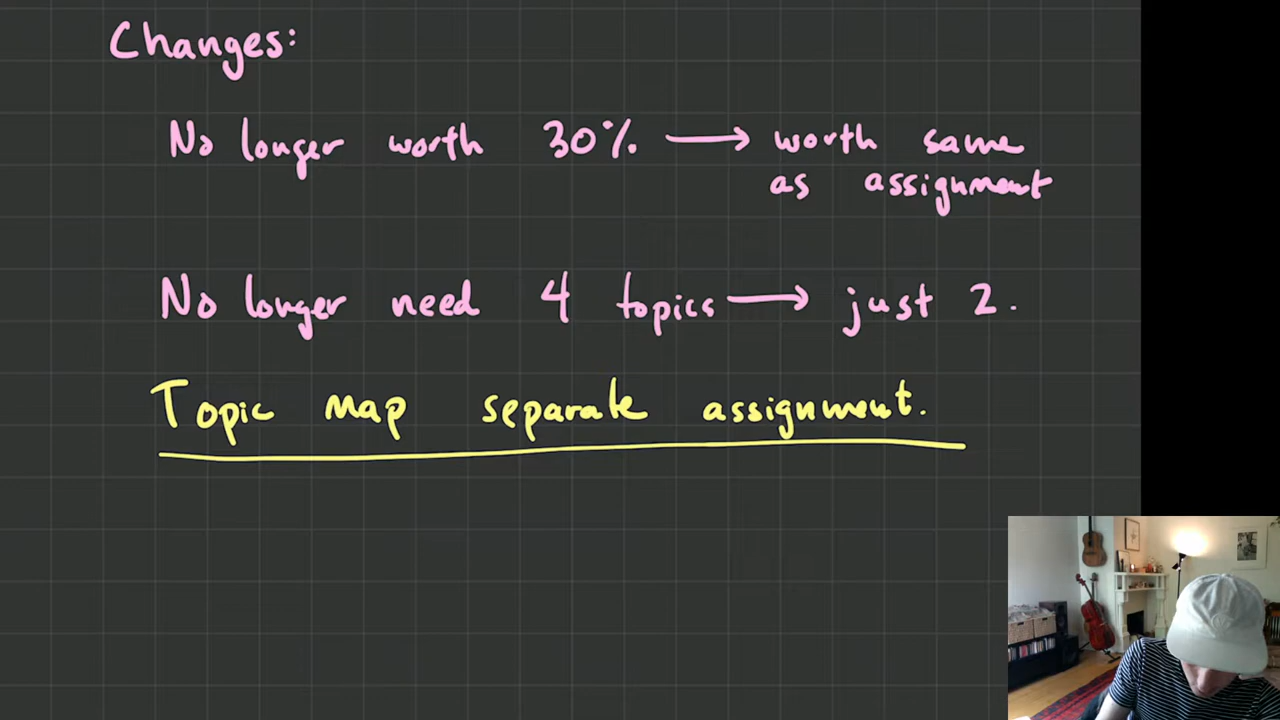 Changes:
No longer worth 30% → worth same
as assignment
No longer need 4 topics → just 2.
Topic map separate assignment.